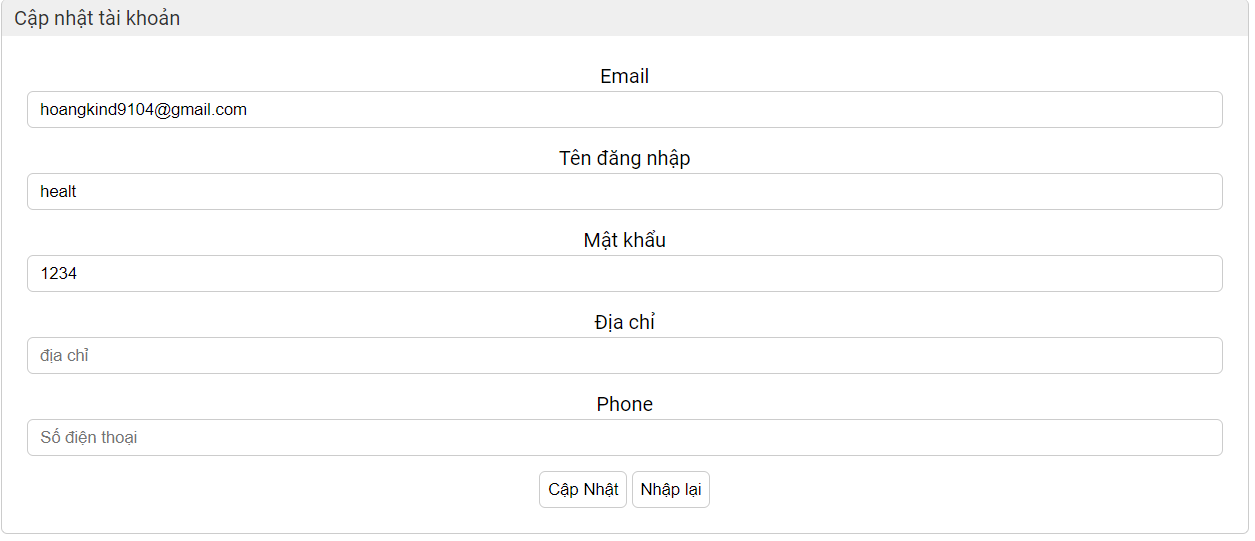 Cập nhật tài khoản
Email
hoangkind9104@gmail.com
Tên đăng nhập
healt
Mật khẩu
1234
Địa chỉ
địa chỉ
Phone
Số điện thoại
Cập Nhật Nhập lại